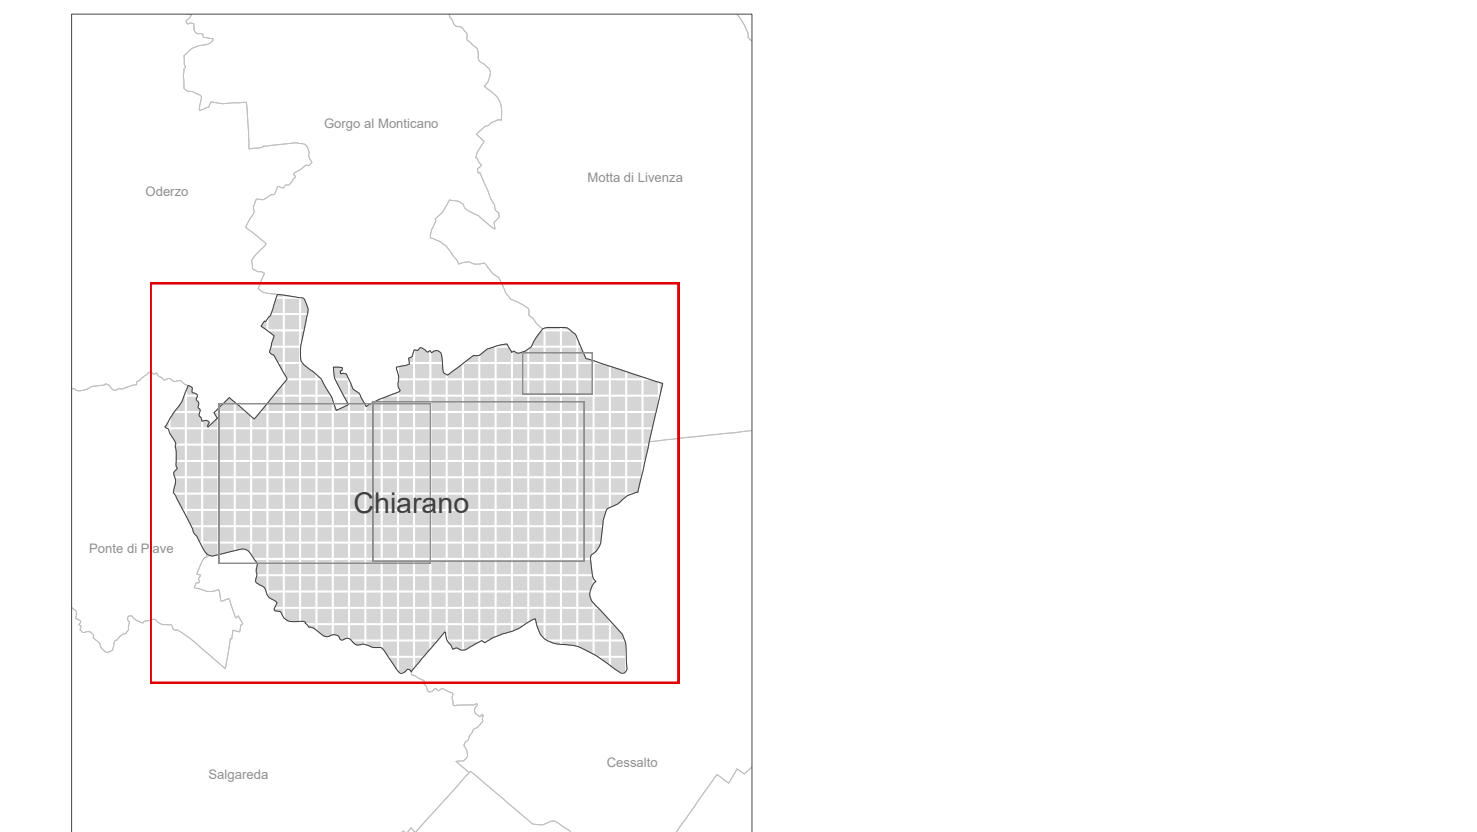 Gorgo al Monticano
Motta di Livenza
Oderzo
Chiarano
Ponte di Piave
Cessalto
Salgareda